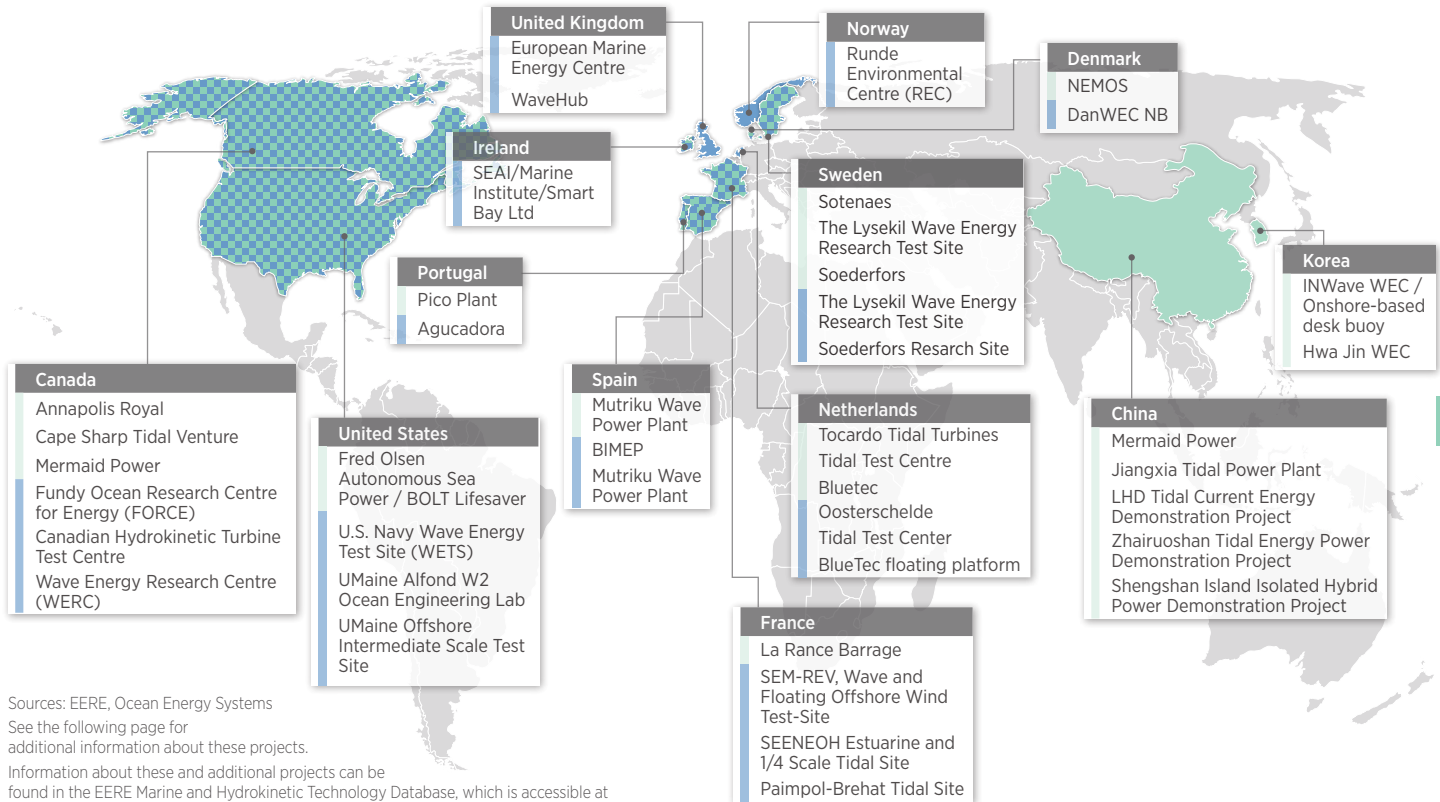 United Kingdom
European Marine
Energy Centre
WaveHub
Norway
Runde
Environmental
Centre (REC)
Denmark
NEMOS
DanWEC NB
Ireland
SEAI/Marine
Institute/Smart
Bay Ltd
Sweden
Sotenaes
The Lysekil Wave Energy
Research Test Site
Soederfors
The Lysekil Wave Energy
Research Test Site
Soederfors Resarch Site
Portugal
Pico Plant
Agucadora
Korea
INWave WEC /
Onshore-based
desk buoy
Hwa Jin WEC
Canada
Annapolis Royal
Cape Sharp Tidal Venture
Mermaid Power
Fundy Ocean Research Centre
for Energy (FORCE)
Canadian Hydrokinetic Turbine
Test Centre
Wave Energy Research Centre
(WERC)
United States
Fred Olsen
Autonomous Sea
Power / BOLT Lifesaver
U.S. Navy Wave Energy
Test Site (WETS)
UMaine Alfond W2
Ocean Engineering Lab
UMaine Offshore
Intermediate Scale Test
Site
Spain
Mutriku Wave
Power Plant
BIMEP
Mutriku Wave
Power Plant
Netherlands
Tocardo Tidal Turbines
Tidal Test Centre
Bluetec
Oosterschelde
Tidal Test Center
BlueTec floating platform
China
Mermaid Power
Jiangxia Tidal Power Plant
LHD Tidal Current Energy
Demonstration Project
Zhairuoshan Tidal Energy Power
Demonstration Project
Shengshan Island Isolated Hybrid
Power Demonstration Project
France
La Rance Barrage
SEM-REV, Wave and
Floating Offshore Wind
Test-Site
SEENEOH Estuarine and
1/4 Scale Tidal Site
Paimpol-Brehat Tidal Site
Sources: EERE, Ocean Energy Systems
See the following page for
additional information about these projects.
Information about these and additional projects can be
found in the EERE Marine and Hydrokinetic Technology Database, which is accessible at